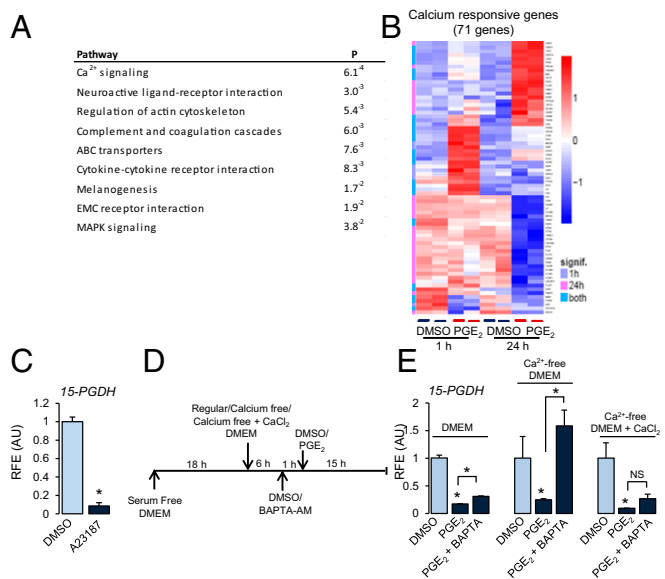 A
Pathway P
Ca2+ signaling 6.1-4
Neuroactive ligand-receptor interaction 3.0-3
Regulation of actin cytoskeleton 5.4-3
Complement and coagulation cascades 6.0-3
ABC transporters 7.6-3
Cytokine-cytokine receptor interaction 8.3-3
Melanogenesis 1.7-2
EMC receptor interaction 1.9-2
MAPK signaling 3.8-2
B
Calcium responsive genes
(71 genes)
2
1
0
−1
signif.
1h
24h
both
DMSO PGE2 DMSO PGE2
1 h 24 h
C
15-PGDH
RFE (AU)
1.2
1
0.8
0.6
0.4
0.2
0
*
DMSO
A23187
D
Regular/Calcium free/
Calcium free + CaCl2
DMEM
DMSO/
PGE2
18 h 6 h 1 h 15 h
Serum Free
DMEM
DMSO/
BAPTA-AM
E
15-PGDH
RFE (AU)
2
1.5
1
0.5
0
DMEM
* *
DMSO
PGE2
PGE2 + BAPTA
Ca2+-free
DMEM
* *
DMSO
PGE2
PGE2 + BAPTA
Ca2+-free
DMEM + CaCl2
* NS
DMSO
PGE2
PGE2 + BAPTA